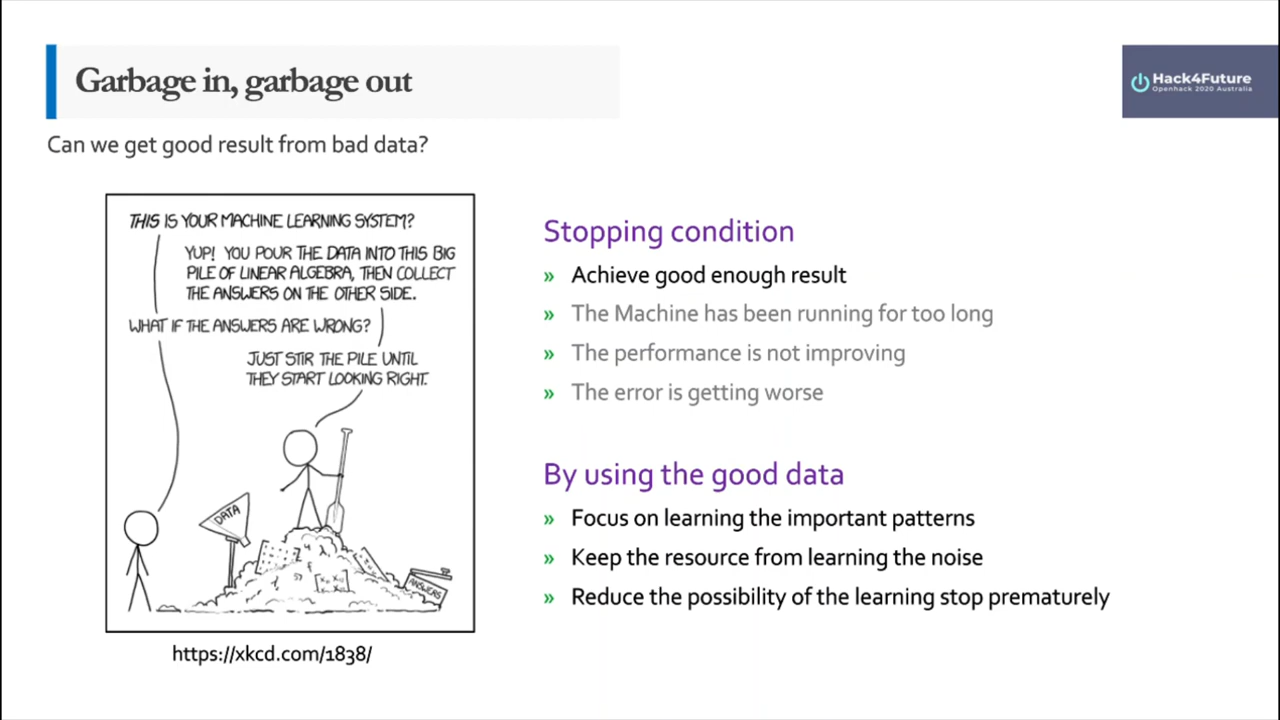 Garbage in, garbage out
Hack4Future
Openhack 2020 Australia
Can we get good result from bad data?
THIS IS YOUR MACHINE LEARNING SYSTEM?
YUP! YOU POUR THE DATA INTO THIS BIG
PILE OF LINEAR ALGEBRA, THEN COLLECT
THE ANSWERS ON THE OTHER SIDE.
WHAT IF THE ANSWERS ARE WRONG?
JUST STIR THE PILE UNTIL
THEY START LOOKING RIGHT.
DATA
ANSWERS
https://xkcd.com/1838/
Stopping condition
» Achieve good enough result
» The Machine has been running for too long
» The performance is not improving
» The error is getting worse
By using the good data
» Focus on learning the important patterns
» Keep the resource from learning the noise
» Reduce the possibility of the learning stop prematurely